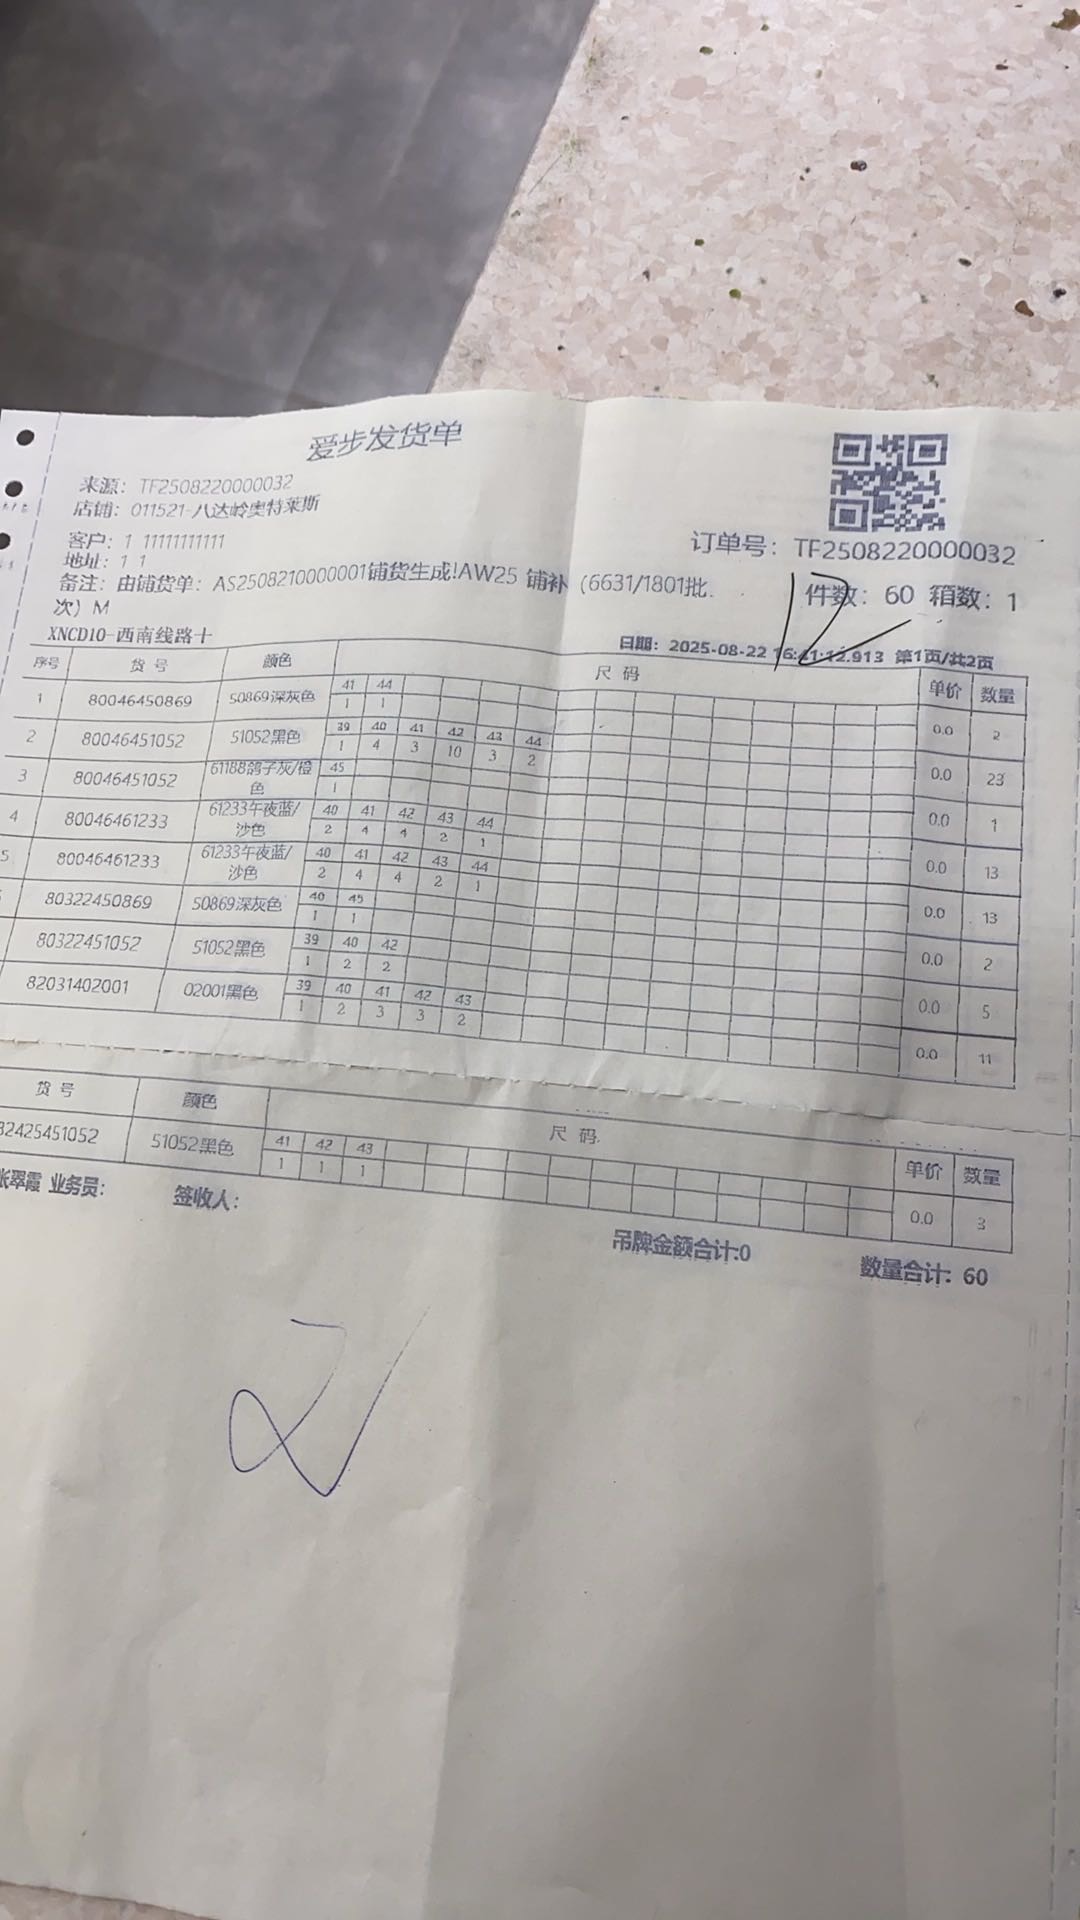 爱步发货单
来源: TF2508220000032
店铺: 011521-八达岭奥特莱斯
客户: 1 11111111111
地址: 1 1
订单号: TF2508220000032
备注: 由铺货单: AS2508210000001铺货生成!AW25 铺补 (6631/1801批.
次) M
件数: 60 箱数: 1
12
XNCD10-西南线路十
日期: 2025-08-22 16:41:12.913 第1页/共2页
序号 货 号 颜色 尺 码 单价 数量
1 80046450869 50869深灰色 41 44 0.0 2
1 1
2 80046451052 51052黑色 39 40 41 42 43 44 0.0 23
1 4 3 10 3 2
3 80046451052 61188鸽子灰/橙色 45 0.0 1
1
4 80046461233 61233午夜蓝/沙色 40 41 42 43 44 0.0 13
2 4 4 2 1
5 80046461233 61233午夜蓝/沙色 40 41 42 43 44 0.0 13
2 4 4 2 1
80322450869 50869深灰色 40 45 0.0 2
1 1
80322451052 51052黑色 39 40 42 0.0 5
1 2 2
82031402001 02001黑色 39 40 41 42 43 0.0 11
1 2 3 3 2
货 号 颜色 尺 码 单价 数量
82425451052 51052黑色 41 42 43 0.0 3
1 1 1
张翠霞 业务员: 签收人: 吊牌金额合计:0 数量合计: 60